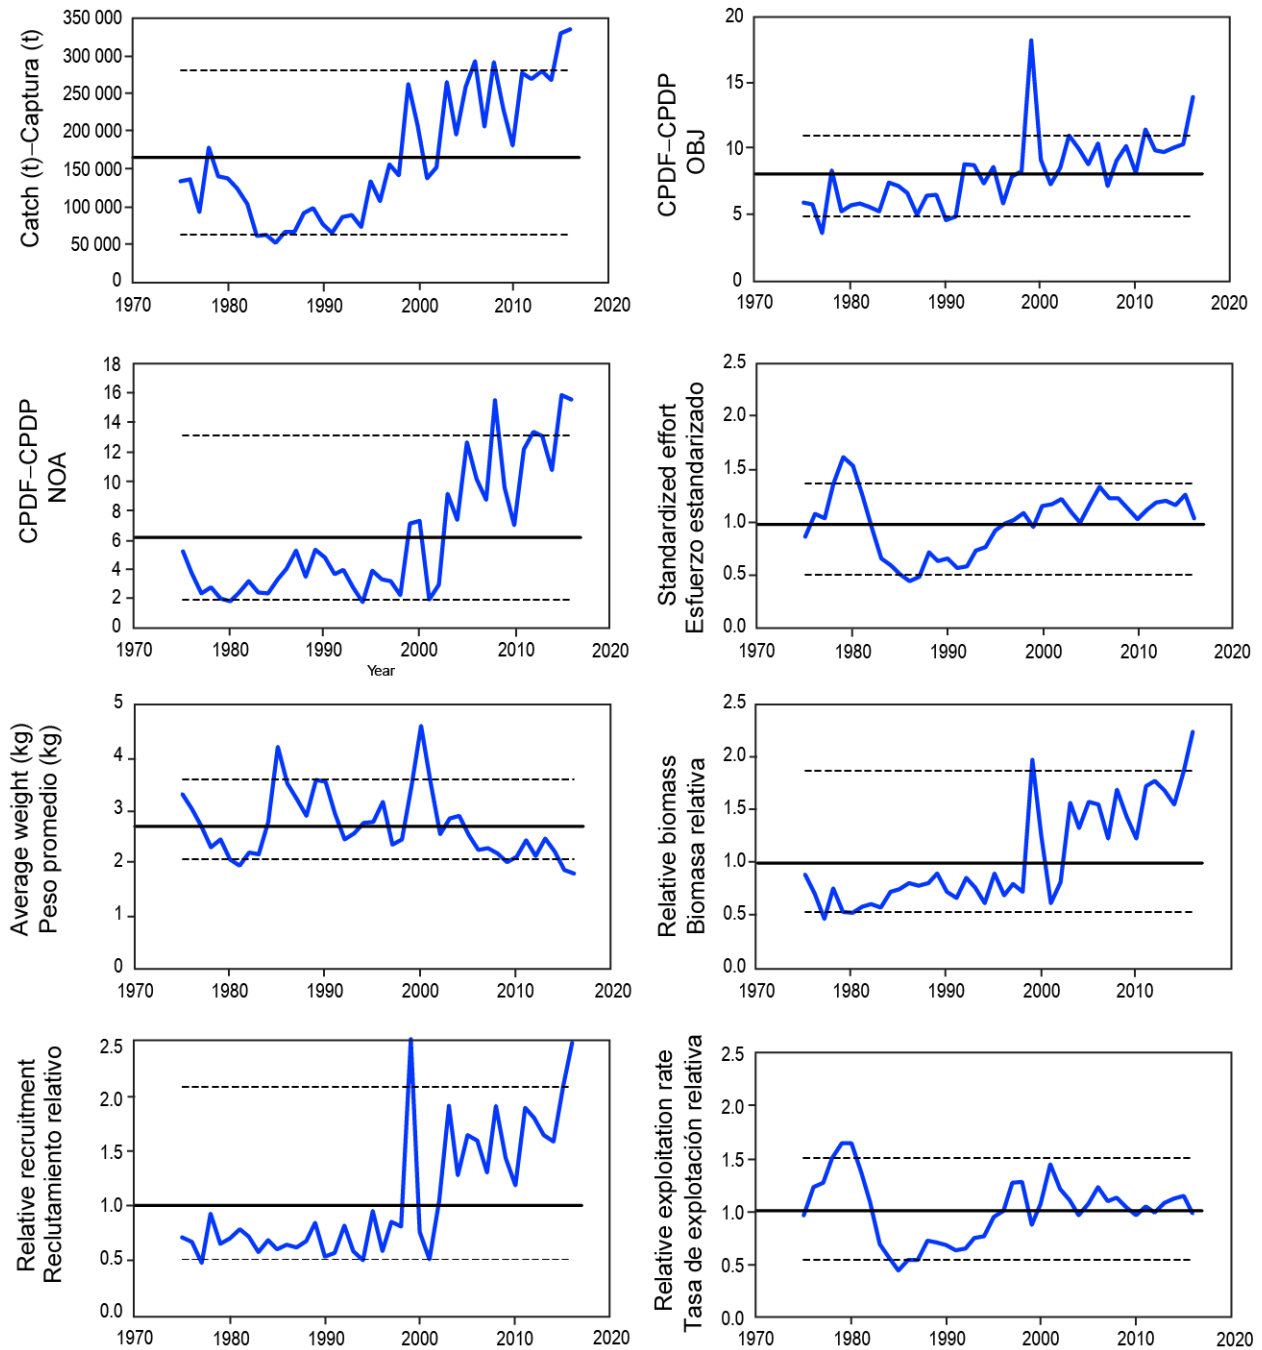 Catch (t)–Captura (t)
350 000
300 000
250 000
200 000
150 000
100 000
50 000
0
1970 1980 1990 2000 2010 2020
CPDF–CPDP
OBJ
20
15
10
5
0
1970 1980 1990 2000 2010 2020
CPDF–CPDP
NOA
18
16
14
12
10
8
6
4
2
0
1970 1980 1990 2000 2010 2020
Year
Standardized effort
Esfuerzo estandarizado
2.5
2.0
1.5
1.0
0.5
0.0
1970 1980 1990 2000 2010 2020
Average weight (kg)
Peso promedio (kg)
5
4
3
2
1
0
1970 1980 1990 2000 2010 2020
Relative biomass
Biomasa relativa
2.5
2.0
1.5
1.0
0.5
0.0
1970 1980 1990 2000 2010 2020
Relative recruitment
Reclutamiento relativo
2.5
2.0
1.5
1.0
0.5
0.0
1970 1980 1990 2000 2010 2020
Relative exploitation rate
Tasa de explotación relativa
2.5
2.0
1.5
1.0
0.5
0.0
1970 1980 1990 2000 2010 2020